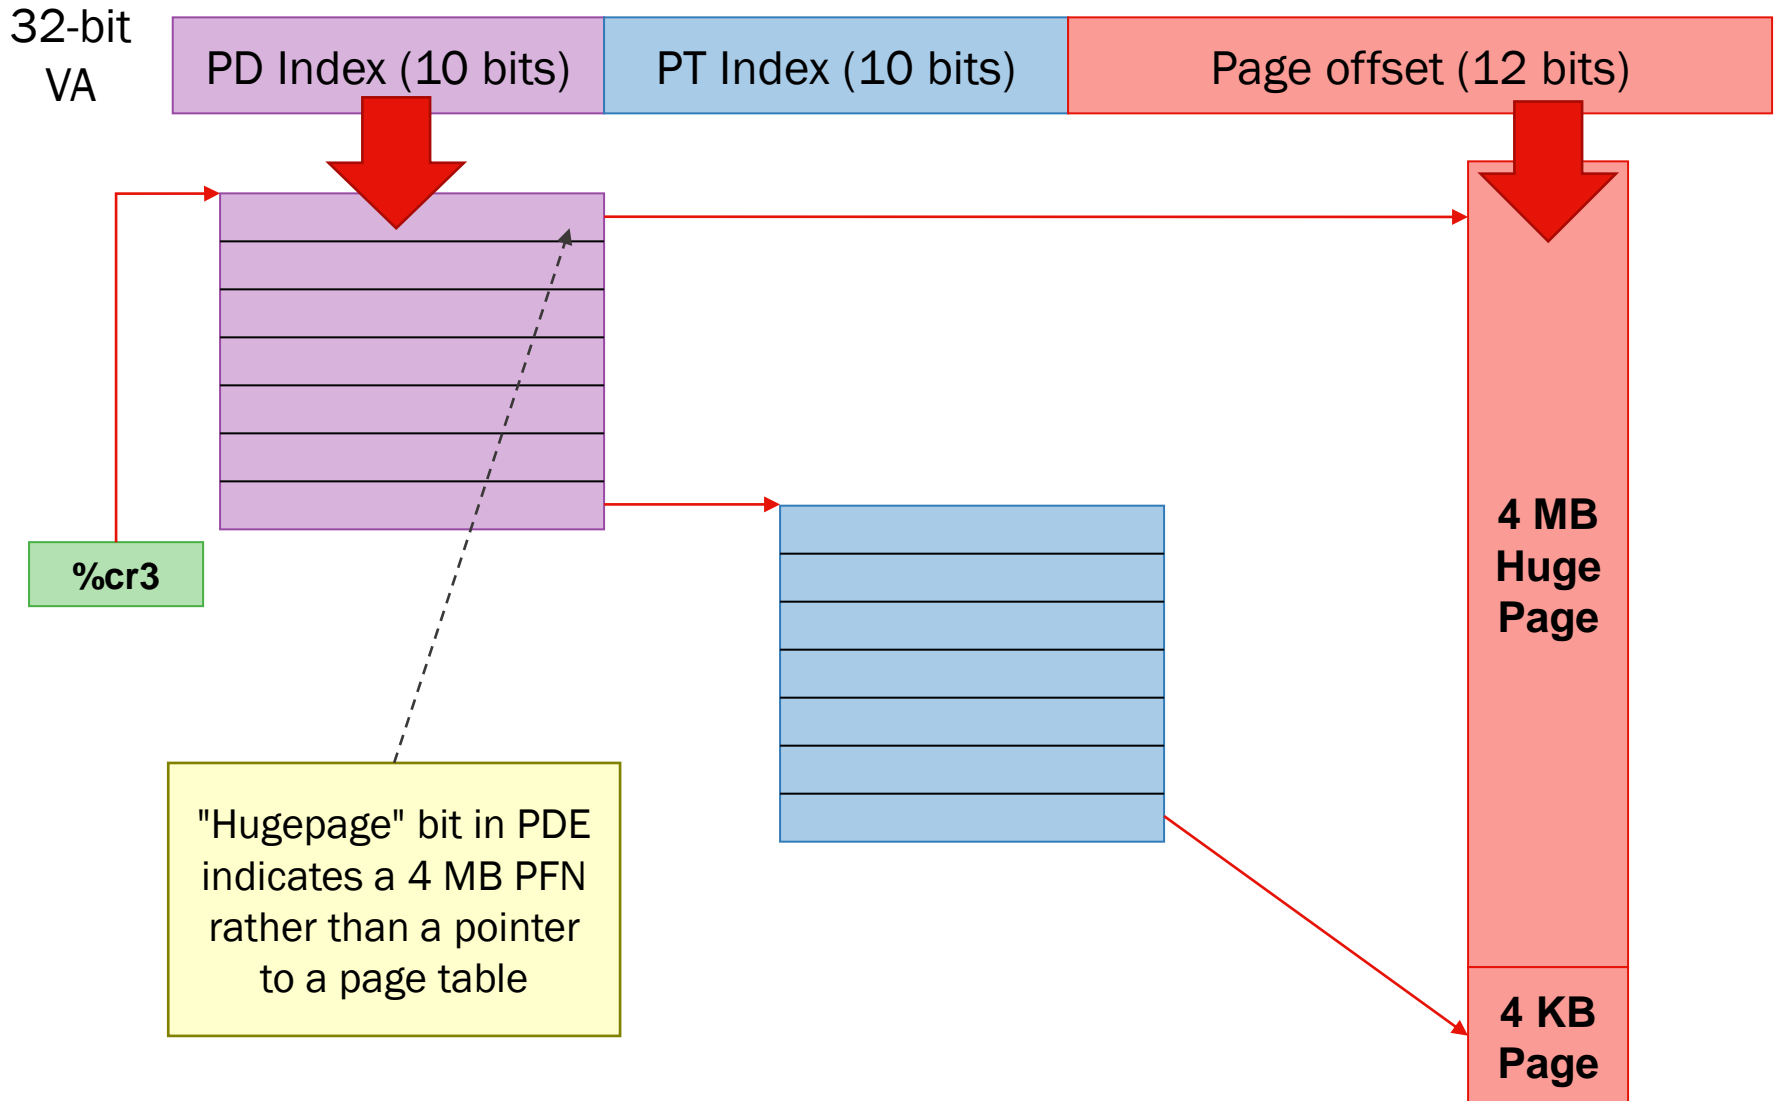 32-bit
VA
PD Index (10 bits)
PT Index (10 bits)
Page offset (12 bits)
%cr3
4 MB
Huge
Page
"Hugepage" bit in PDE
indicates a 4 MB PFN
rather than a pointer
to a page table
4 KB
Page